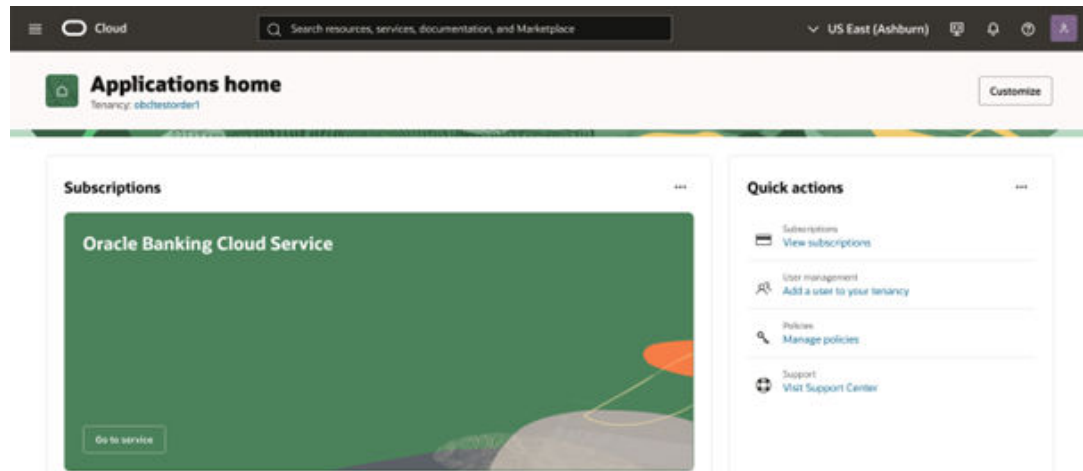 Cloud
Search resources, services, documentation, and Marketplace
US East (Ashburn)
Applications home
Tenancy: obchestorder1
Customize
Subscriptions
Oracle Banking Cloud Service
Go to service
Quick actions
Subscriptions
View subscriptions
User management
Add a user to your tenancy
Policies
Manage policies
Support
Visit Support Center